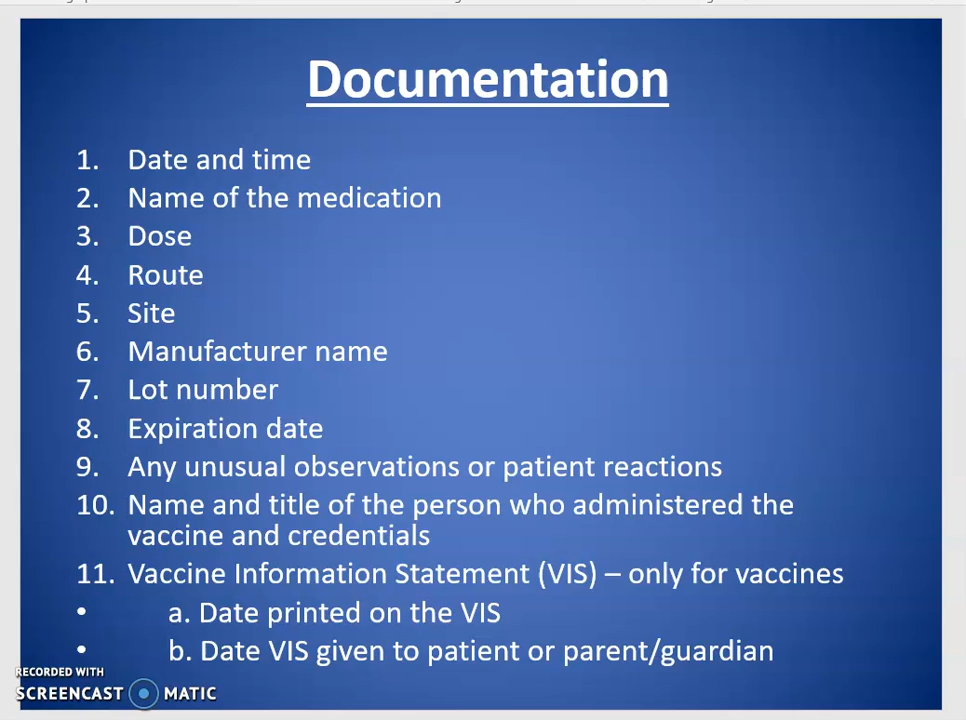 Documentation
1. Date and time
2. Name of the medication
3. Dose
4. Route
5. Site
6. Manufacturer name
7. Lot number
8. Expiration date
9. Any unusual observations or patient reactions
10. Name and title of the person who administered the
vaccine and credentials
11. Vaccine Information Statement (VIS) – only for vaccines
• a. Date printed on the VIS
• b. Date VIS given to patient or parent/guardian
RECORDED WITH
SCREENCAST MATIC